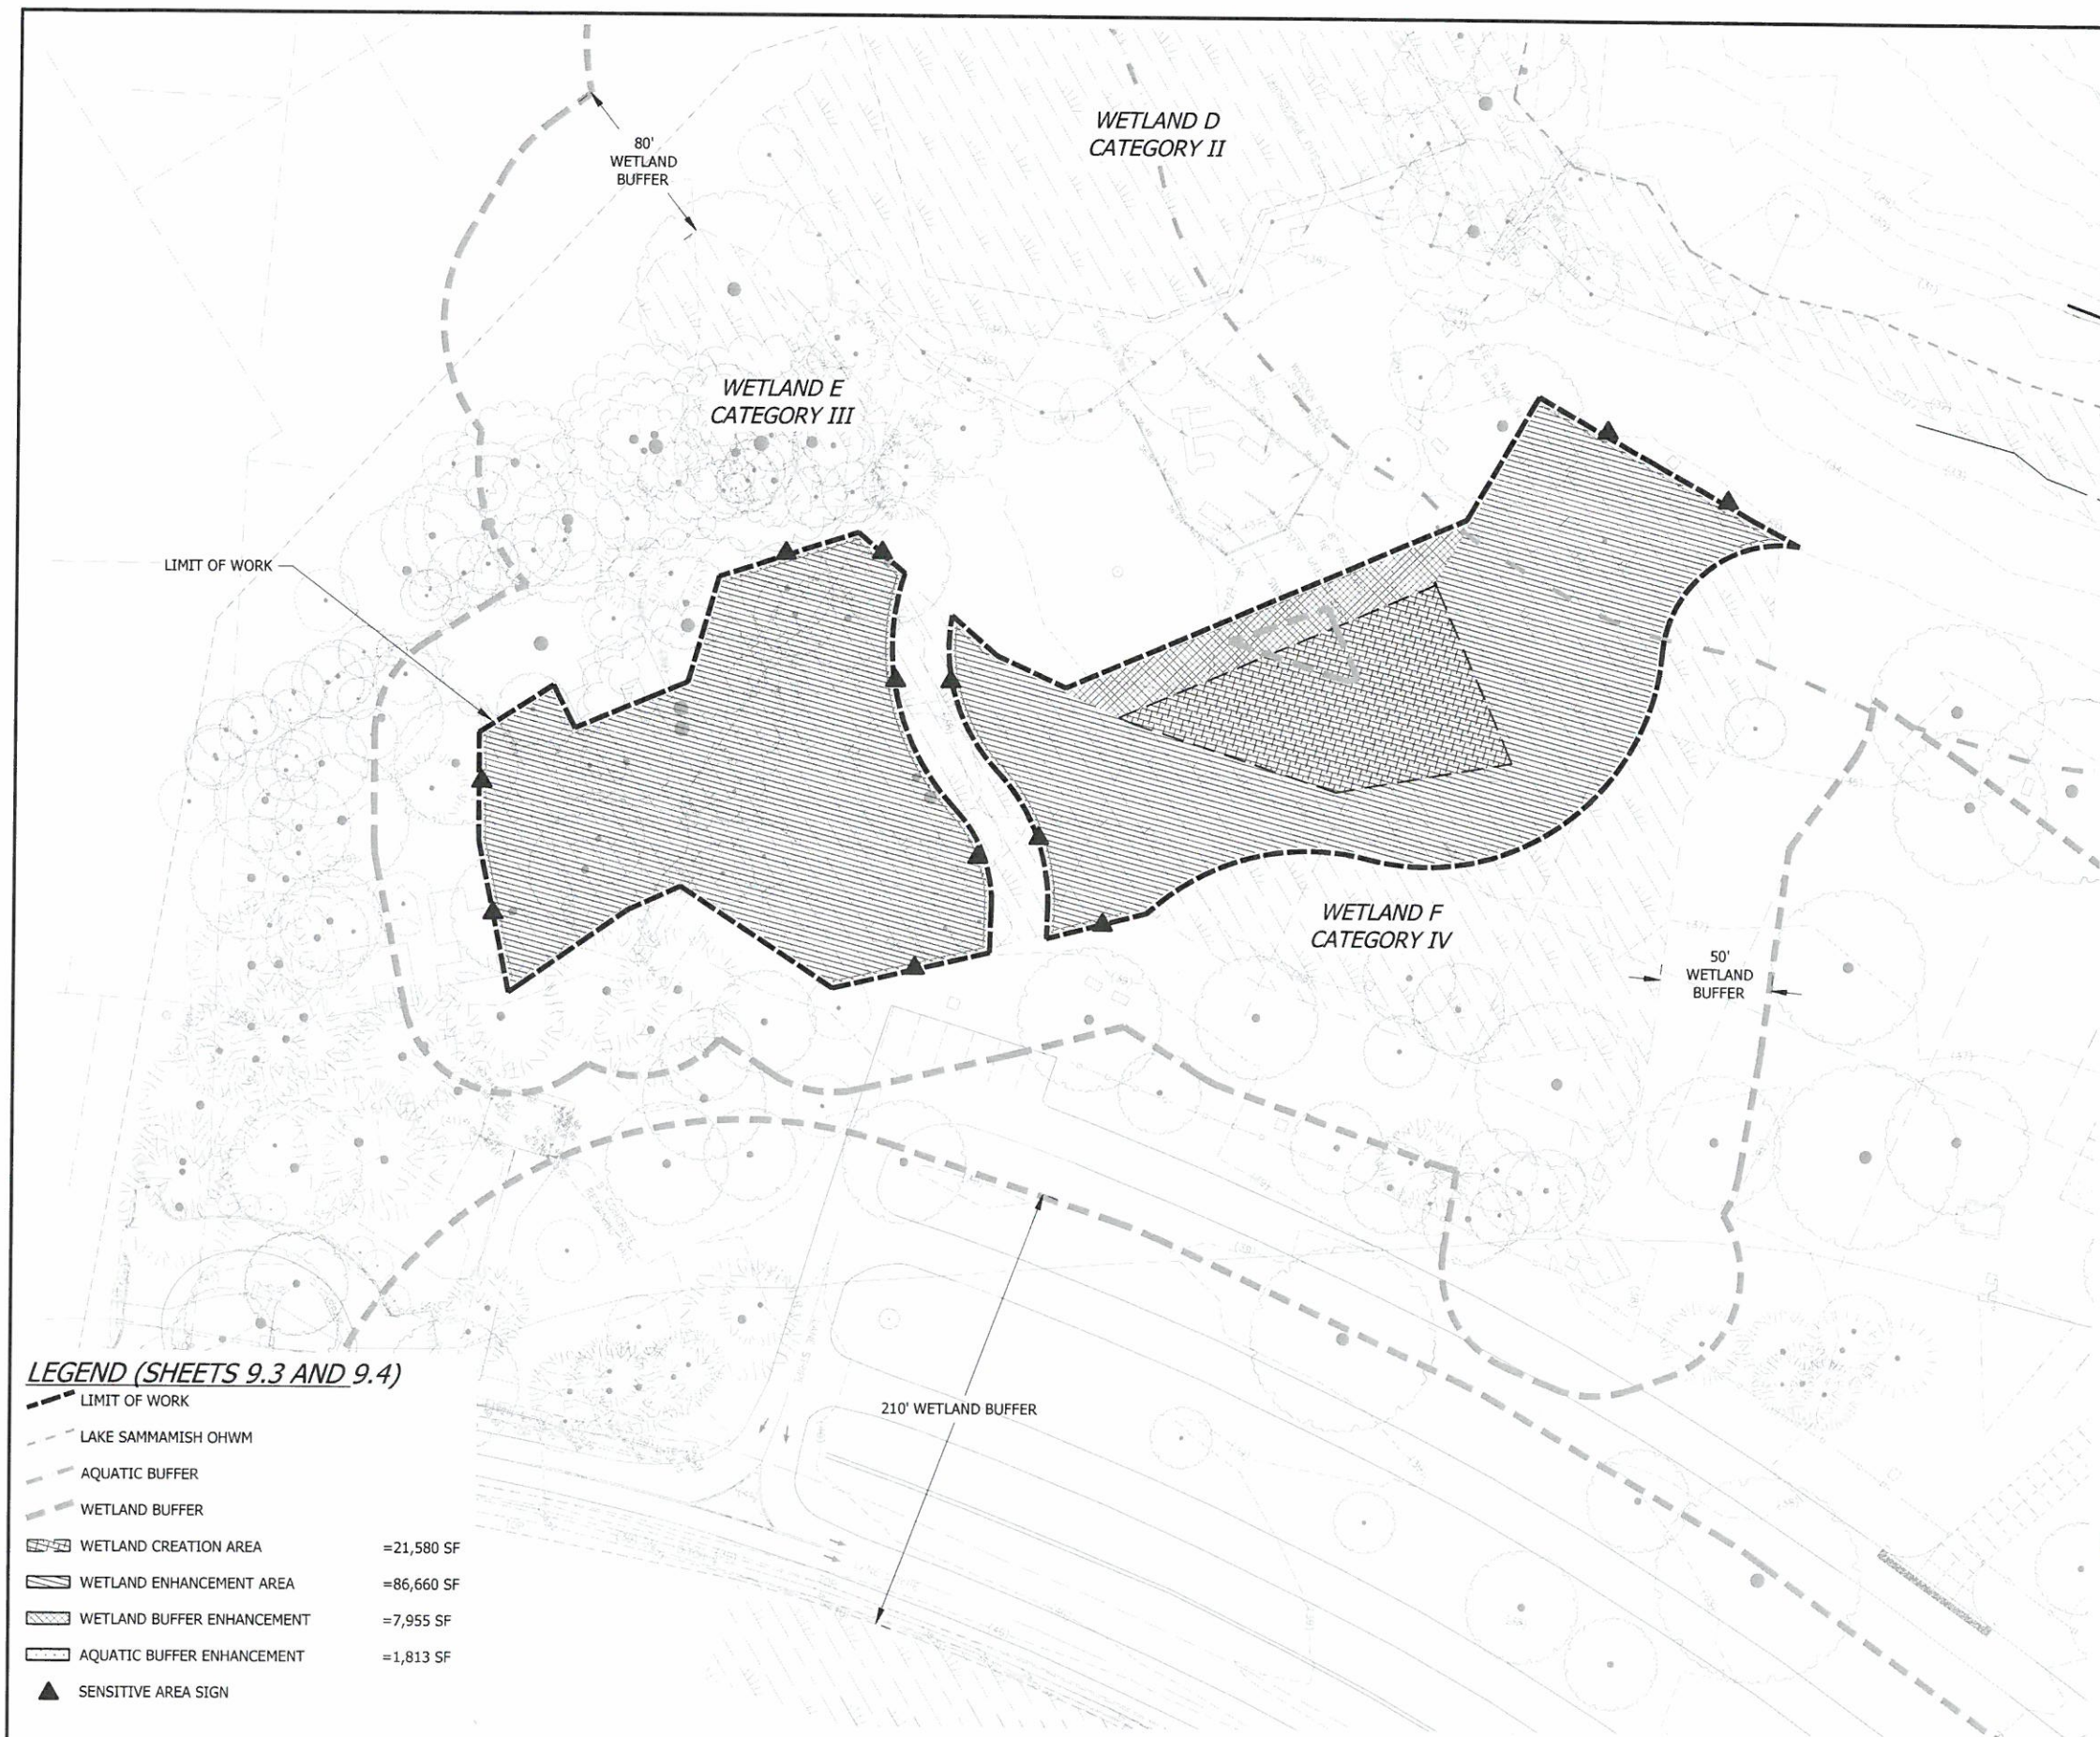 WETLAND D
CATEGORY II
80'
WETLAND
BUFFER
WETLAND E
CATEGORY III
LIMIT OF WORK
WETLAND F
CATEGORY IV
50'
WETLAND
BUFFER
210' WETLAND BUFFER
LEGEND (SHEETS 9.3 AND 9.4)
LIMIT OF WORK
LAKE SAMMAMISH OHWM
AQUATIC BUFFER
WETLAND BUFFER
WETLAND CREATION AREA =21,580 SF
WETLAND ENHANCEMENT AREA =86,660 SF
WETLAND BUFFER ENHANCEMENT =7,955 SF
AQUATIC BUFFER ENHANCEMENT =1,813 SF
SENSITIVE AREA SIGN